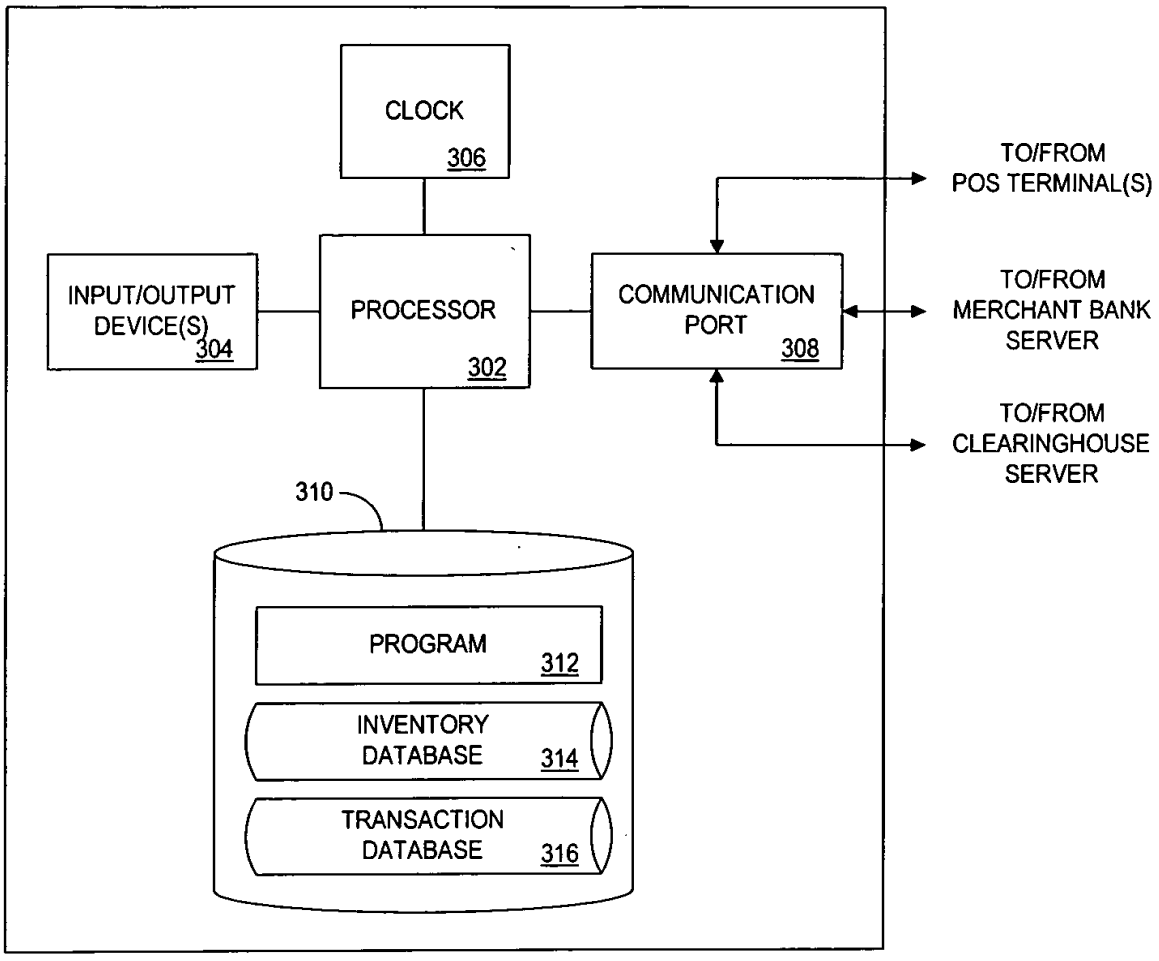 CLOCK
306
TO/FROM
POS TERMINAL(S)
INPUT/OUTPUT
DEVICE(S)
304
PROCESSOR
302
COMMUNICATION
PORT
308
TO/FROM
MERCHANT BANK
SERVER
TO/FROM
CLEARINGHOUSE
SERVER
310
PROGRAM
312
INVENTORY
DATABASE
314
TRANSACTION
DATABASE
316